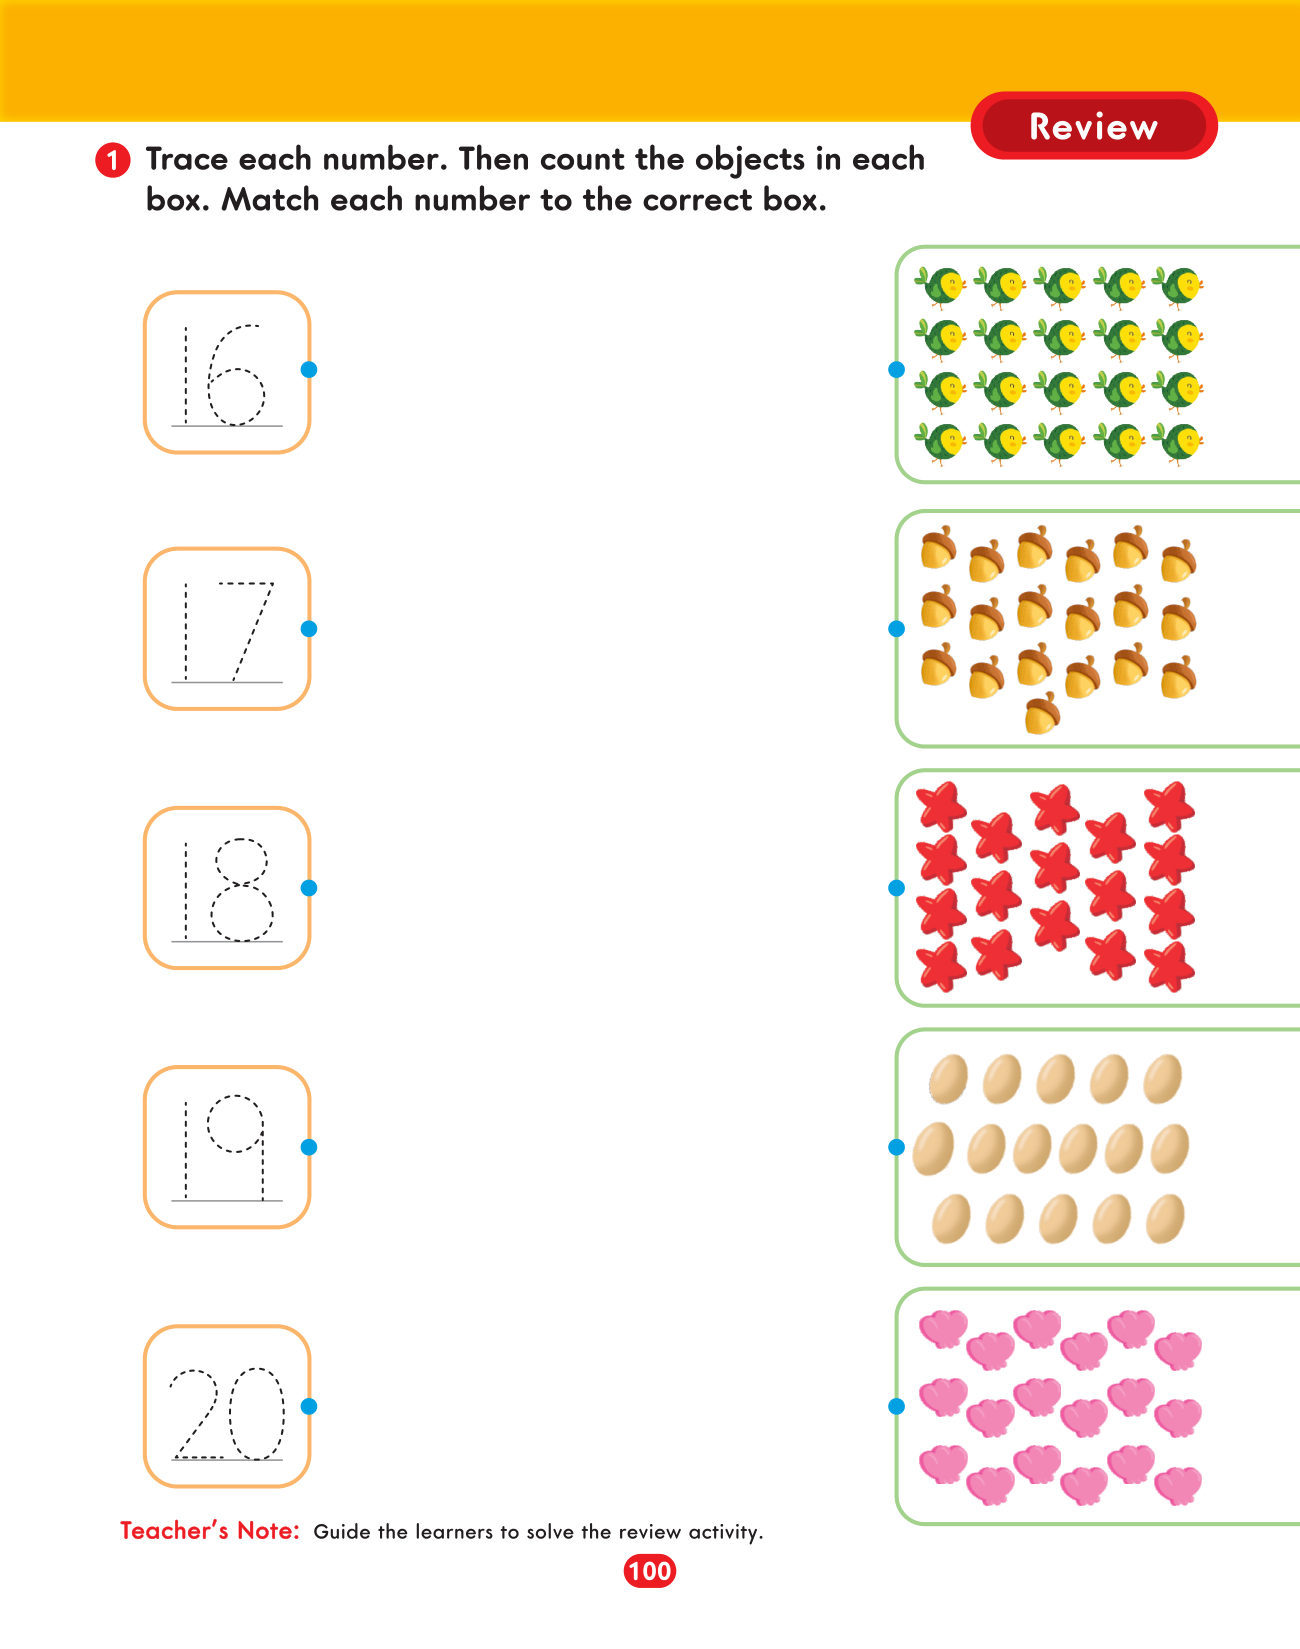 Review
1 Trace each number. Then count the objects in each
box. Match each number to the correct box.
16
17
18
19
20
Teacher's Note: Guide the learners to solve the review activity.
100